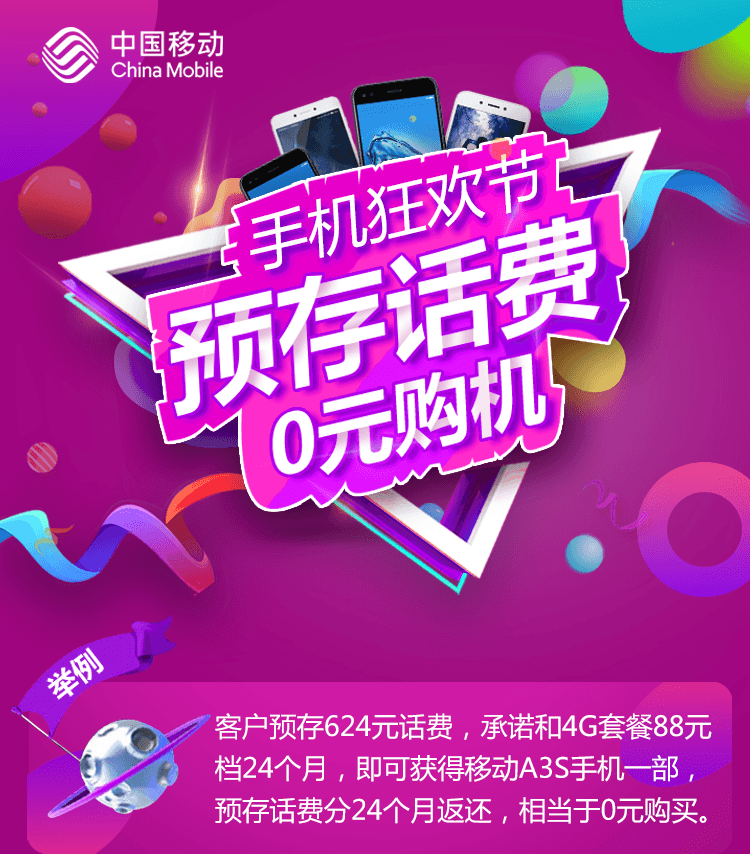 中国移动
China Mobile
手机狂欢节
预存话费
0元购机
举例
客户预存624元话费，承诺和4G套餐88元
档24个月，即可获得移动A3S手机一部，
预存话费分24个月返还，相当于0元购买。